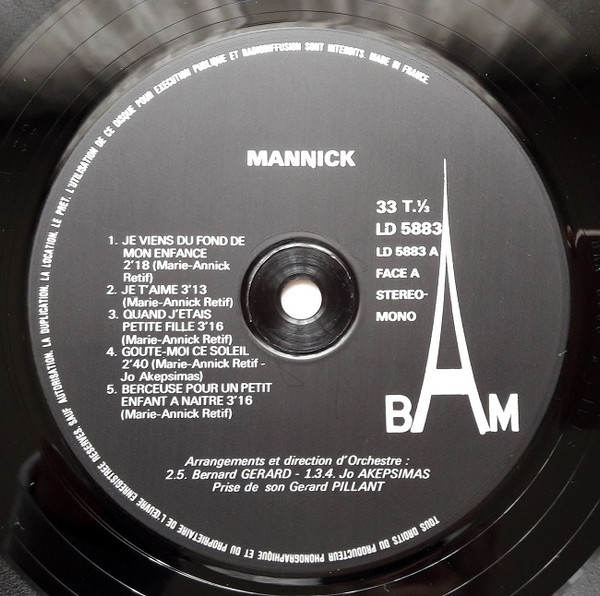 TOUS DROITS DU PRODUCTEUR PHONOGRAPHIQUE ET DU PROPRIETAIRE DE L'ŒUVRE ENREGISTREE RESERVES. SAUF AUTORISATION. LA DUPLICATION, LA LOCATION, LE PRET, L'UTILISATION DE CE DISQUE POUR EXECUTION PUBLIQUE ET RADIODIFFUSION SONT INTERDITS. MADE IN FRANCE.
MANNICK
33 T.⅓
LD 5883
LD 5883 A
FACE A
STEREO-
MONO
1. JE VIENS DU FOND DE
MON ENFANCE
2'18 (Marie-Annick
Retif)
2. JE T'AIME 3'13
(Marie-Annick Retif)
3. QUAND J'ETAIS
PETITE FILLE 3'16
(Marie-Annick Retif)
4. GOUTE-MOI CE SOLEIL
2'40 (Marie-Annick Retif -
Jo Akepsimas)
5. BERCEUSE POUR UN PETIT
ENFANT A NAITRE 3'16
(Marie-Annick Retif)
BAM
Arrangements et direction d'Orchestre :
2.5. Bernard GERARD - 1.3.4. Jo AKEPSIMAS
Prise de son Gerard PILLANT